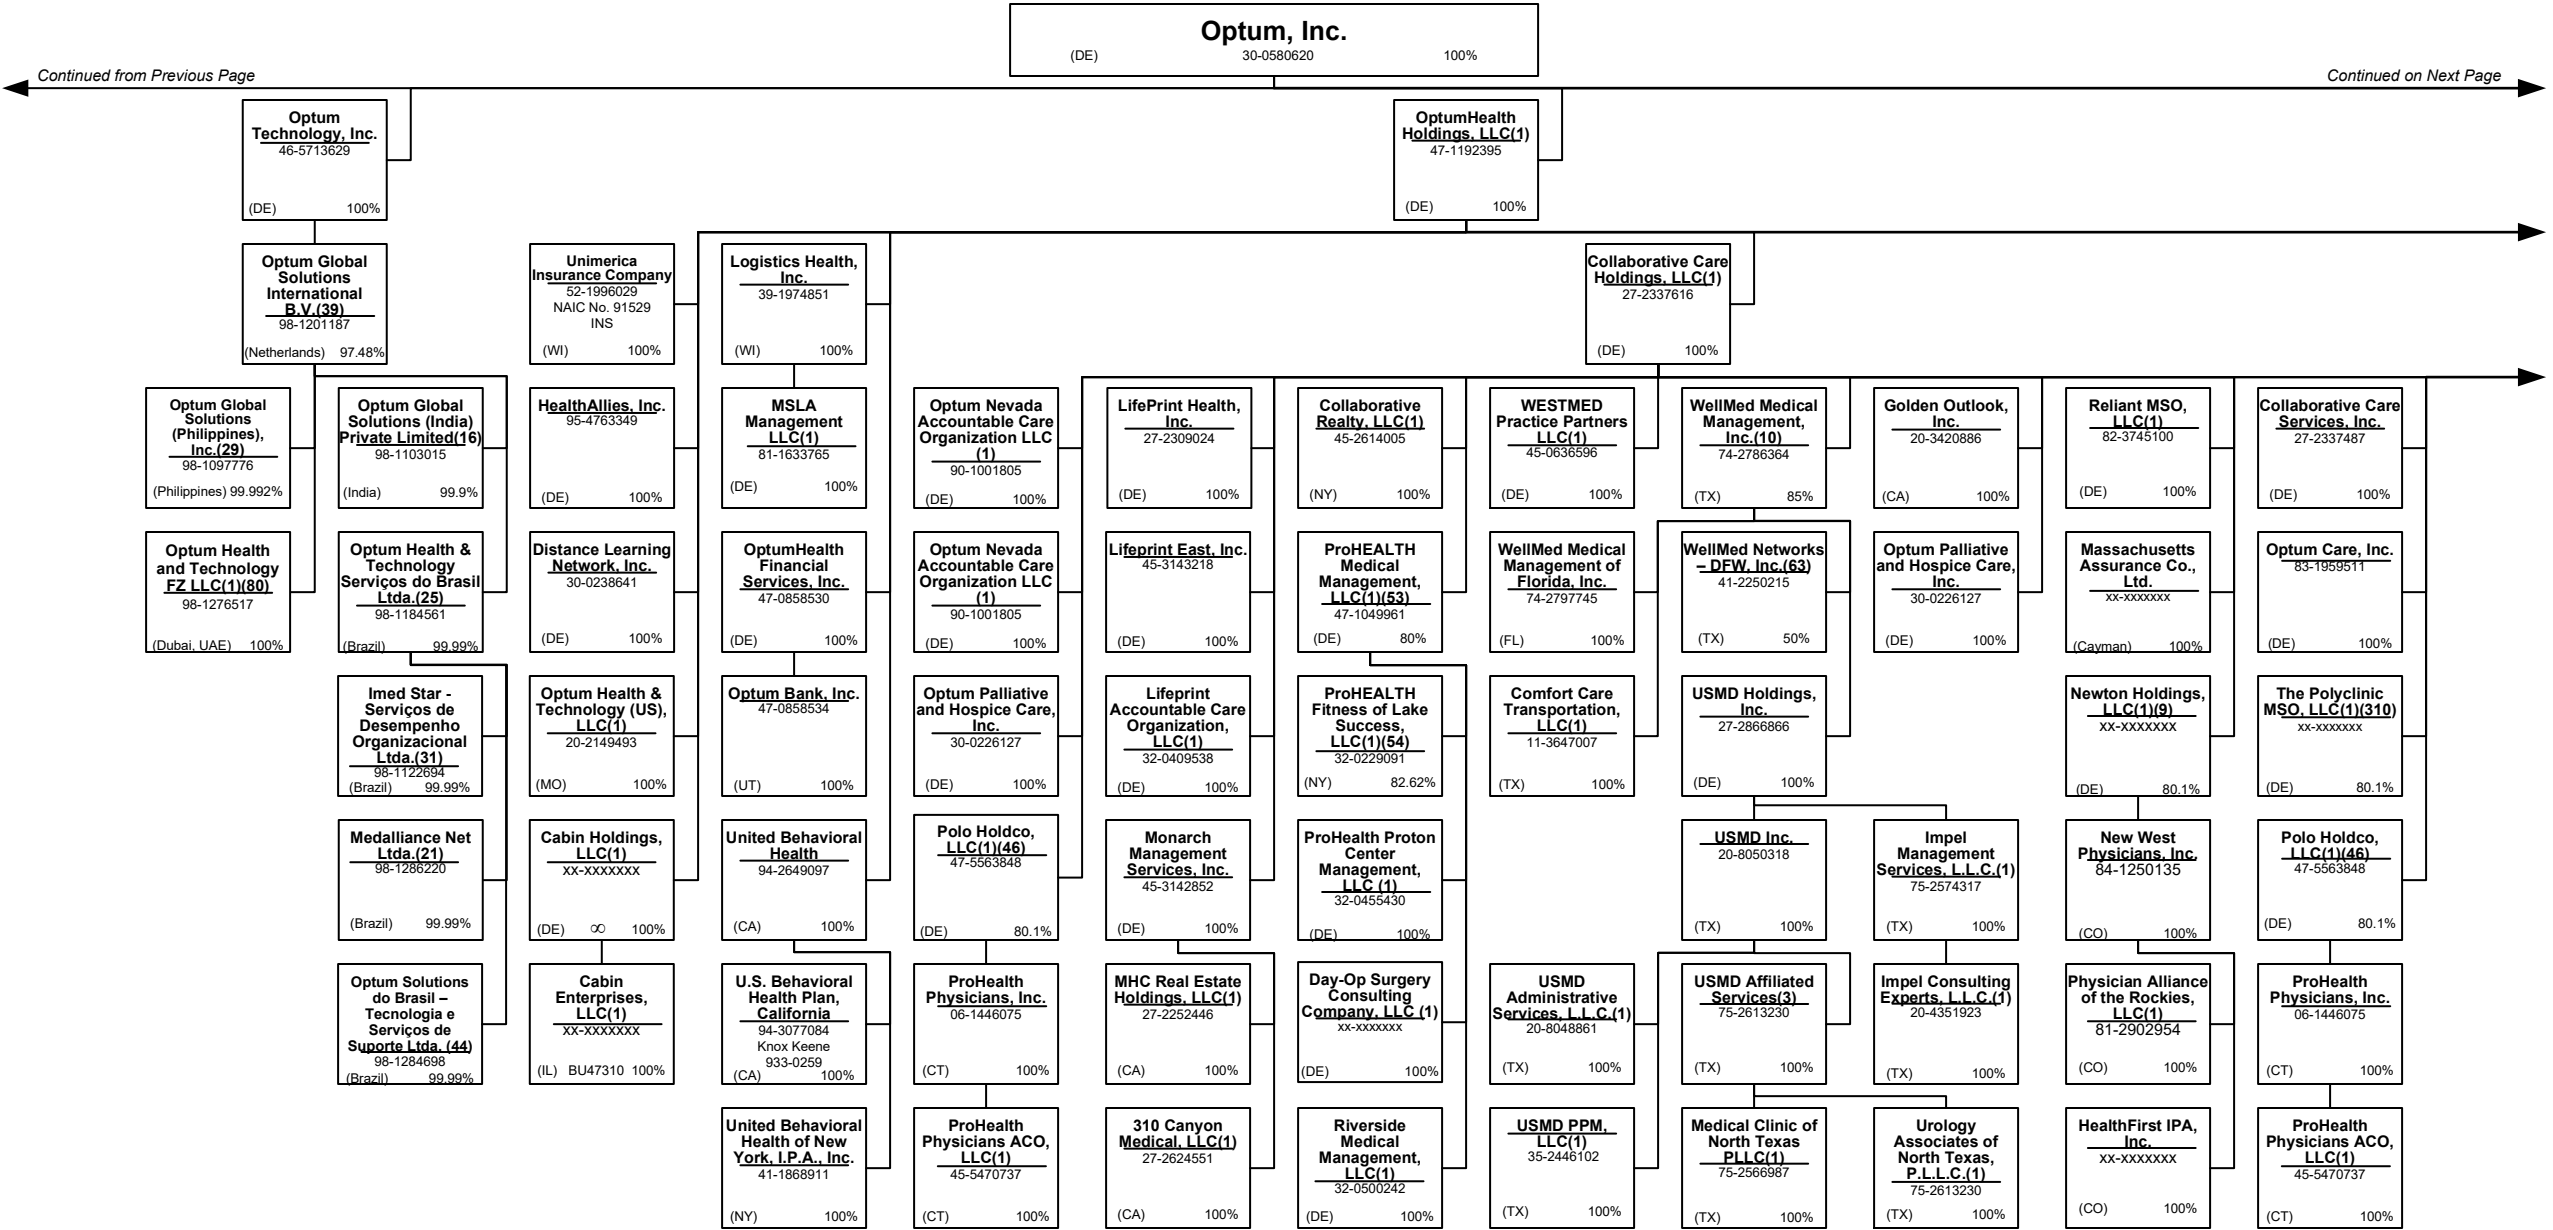 Optum, Inc.
(DE) 30-0580620 100%
Continued from Previous Page
Continued on Next Page
Optum
Technology, Inc.
46-5713629
(DE) 100%
OptumHealth
Holdings, LLC(1)
47-1192395
(DE) 100%
Optum Global
Solutions
International
B.V.(39)
98-1201187
(Netherlands) 97.48%
Unimerica
Insurance Company
52-1996029
NAIC No. 91529
INS
(WI) 100%
Logistics Health,
Inc.
39-1974851
(WI) 100%
Collaborative Care
Holdings, LLC(1)
27-2337616
(DE) 100%
Optum Global
Solutions
(Philippines),
Inc.(29)
98-1097776
(Philippines) 99.992%
Optum Global
Solutions (India)
Private Limited(16)
98-1103015
(India) 99.9%
HealthAllies, Inc.
95-4763349
(DE) 100%
MSLA
Management
LLC(1)
81-1633765
(DE) 100%
Optum Nevada
Accountable Care
Organization LLC
(1)
90-1001805
(DE) 100%
LifePrint Health,
Inc.
27-2309024
(DE) 100%
Collaborative
Realty, LLC(1)
45-2614005
(NY) 100%
WESTMED
Practice Partners
LLC(1)
45-0636596
(DE) 100%
WellMed Medical
Management,
Inc.(10)
74-2786364
(TX) 85%
Golden Outlook,
Inc.
20-3420886
(CA) 100%
Reliant MSO,
LLC(1)
82-3745100
(DE) 100%
Collaborative Care
Services, Inc.
27-2337487
(DE) 100%
Optum Health
and Technology
FZ LLC(1)(80)
98-1276517
(Dubai, UAE) 100%
Optum Health &
Technology
Serviços do Brasil
Ltda.(25)
98-1184561
(Brazil) 99.99%
Distance Learning
Network, Inc.
30-0238641
(DE) 100%
OptumHealth
Financial
Services, Inc.
47-0858530
(DE) 100%
Optum Nevada
Accountable Care
Organization LLC
(1)
90-1001805
(DE) 100%
Lifeprint East, Inc.
45-3143218
(DE) 100%
ProHEALTH
Medical
Management,
LLC(1)(53)
47-1049961
(DE) 80%
WellMed Medical
Management of
Florida, Inc.
74-2797745
(FL) 100%
WellMed Networks
– DFW, Inc.(63)
41-2250215
(TX) 50%
Optum Palliative
and Hospice Care,
Inc.
30-0226127
(DE) 100%
Massachusetts
Assurance Co.,
Ltd.
xx-xxxxxxx
(Cayman) 100%
Optum Care, Inc.
83-1959511
(DE) 100%
Imed Star -
Serviços de
Desempenho
Organizacional
Ltda.(31)
98-1122694
(Brazil) 99.99%
Optum Health &
Technology (US),
LLC(1)
20-2149493
(MO) 100%
Optum Bank, Inc.
47-0858534
(UT) 100%
Optum Palliative
and Hospice Care,
Inc.
30-0226127
(DE) 100%
Lifeprint
Accountable Care
Organization,
LLC(1)
32-0409538
(DE) 100%
ProHEALTH
Fitness of Lake
Success,
LLC(1)(54)
32-0229091
(NY) 82.62%
Comfort Care
Transportation,
LLC(1)
11-3647007
(TX) 100%
USMD Holdings,
Inc.
27-2866866
(DE) 100%
Newton Holdings,
LLC(1)(9)
xx-xxxxxxx
(DE) 80.1%
The Polyclinic
MSO, LLC(1)(310)
xx-xxxxxxx
(DE) 80.1%
Medalliance Net
Ltda.(21)
98-1286220
(Brazil) 99.99%
Cabin Holdings,
LLC(1)
xx-xxxxxxx
(DE) ∞ 100%
United Behavioral
Health
94-2649097
(CA) 100%
Polo Holdco,
LLC(1)(46)
47-5563848
(DE) 80.1%
Monarch
Management
Services, Inc.
45-3142852
(DE) 100%
ProHealth Proton
Center
Management,
LLC (1)
32-0455430
(DE) 100%
USMD Inc.
20-8050318
(TX) 100%
Impel
Management
Services, L.L.C.(1)
75-2574317
(TX) 100%
New West
Physicians, Inc.
84-1250135
(CO) 100%
Polo Holdco,
LLC(1)(46)
47-5563848
(DE) 80.1%
Optum Solutions
do Brasil –
Tecnologia e
Serviços de
Suporte Ltda. (44)
98-1284698
(Brazil) 99.99%
Cabin
Enterprises,
LLC(1)
xx-xxxxxxx
(IL) BU47310 100%
U.S. Behavioral
Health Plan,
California
94-3077084
Knox Keene
933-0259
(CA) 100%
ProHealth
Physicians, Inc.
06-1446075
(CT) 100%
MHC Real Estate
Holdings, LLC(1)
27-2252446
(CA) 100%
Day-Op Surgery
Consulting
Company, LLC (1)
xx-xxxxxxx
(DE) 100%
USMD
Administrative
Services, L.L.C.(1)
20-8048861
(TX) 100%
USMD Affiliated
Services(3)
75-2613230
(TX) 100%
Impel Consulting
Experts, L.L.C.(1)
20-4351923
(TX) 100%
Physician Alliance
of the Rockies,
LLC(1)
81-2902954
(CO) 100%
ProHealth
Physicians, Inc.
06-1446075
(CT) 100%
United Behavioral
Health of New
York, I.P.A., Inc.
41-1868911
(NY) 100%
ProHealth
Physicians ACO,
LLC(1)
45-5470737
(CT) 100%
310 Canyon
Medical, LLC(1)
27-2624551
(CA) 100%
Riverside
Medical
Management,
LLC(1)
32-0500242
(DE) 100%
USMD PPM,
LLC(1)
35-2446102
(TX) 100%
Medical Clinic of
North Texas
PLLC(1)
75-2566987
(TX) 100%
Urology
Associates of
North Texas,
P.L.L.C.(1)
75-2613230
(TX) 100%
HealthFirst IPA,
Inc.
xx-xxxxxxx
(CO) 100%
ProHealth
Physicians ACO,
LLC(1)
45-5470737
(CT) 100%